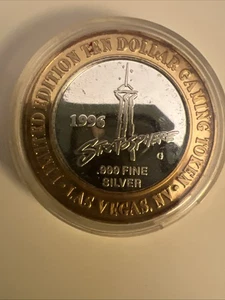 LIMITED EDITION TEN DOLLAR GAMING TOKEN
1996
STRATOSPHERE
.999 FINE
SILVER
LAS VEGAS, NV